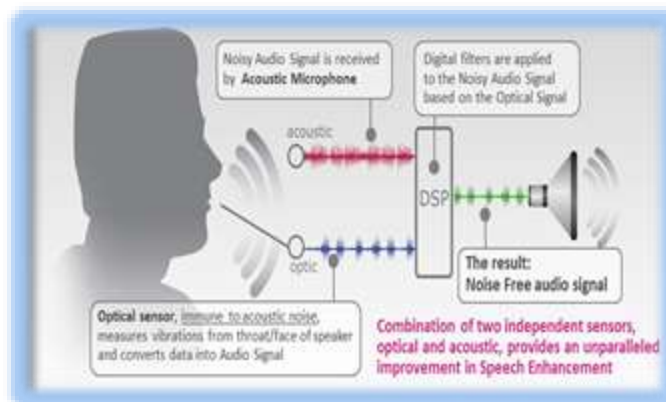 Noisy Audio Signal is received
by Acoustic Microphone
Digital filters are applied
to the Noisy Audio Signal
based on the Optical Signal
acoustic
DSP
optic
The result:
Noise Free audio signal
Optical sensor, immune to acoustic noise,
measures vibrations from throat/face of speaker
and converts data into Audio Signal
Combination of two independent sensors,
optical and acoustic, provides an unparalleled
improvement in Speech Enhancement